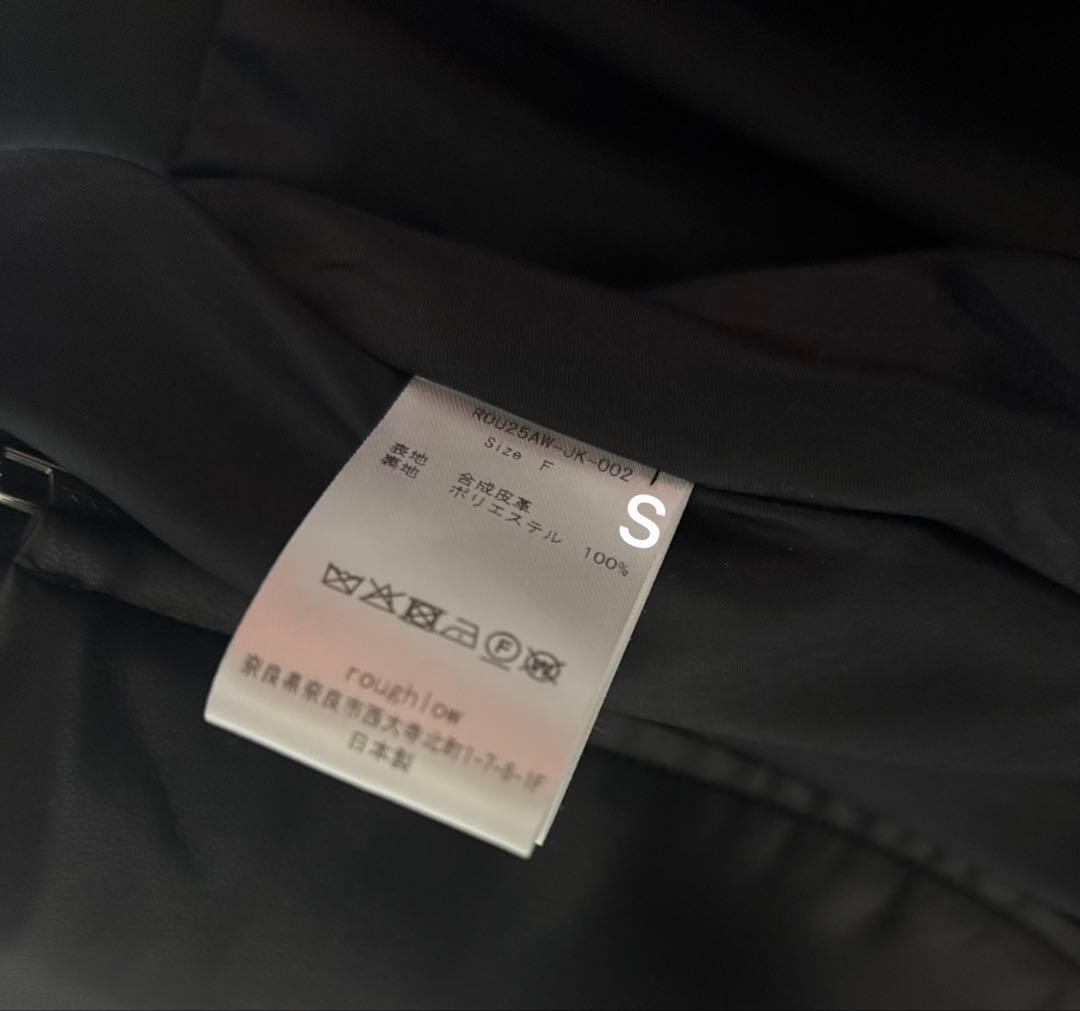 ROU25AW-JK-002
Size F
表地 合成皮革
裏地 ポリエステル 100%
S
F
W
roughlow
奈良県奈良市西大寺北町1-7-8-1F
日本製